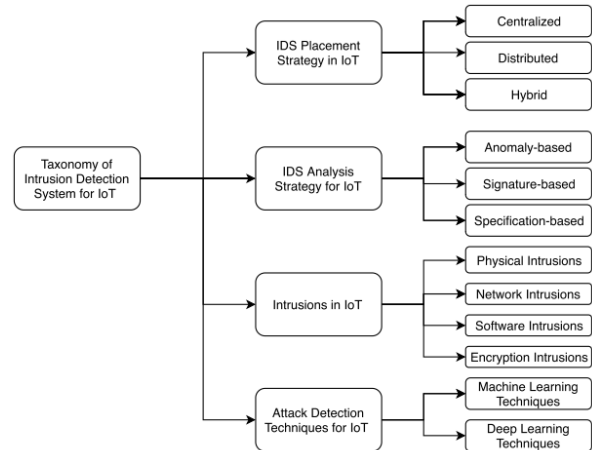 Taxonomy of
Intrusion Detection
System for IoT
IDS Placement
Strategy in IoT
Centralized
Distributed
Hybrid
IDS Analysis
Strategy for IoT
Anomaly-based
Signature-based
Specification-based
Intrusions in IoT
Physical Intrusions
Network Intrusions
Software Intrusions
Encryption Intrusions
Attack Detection
Techniques for IoT
Machine Learning
Techniques
Deep Learning
Techniques